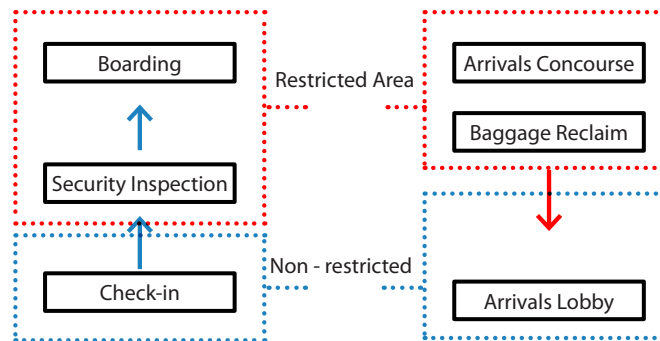 Boarding
Restricted Area
Arrivals Concourse
Baggage Reclaim
Security Inspection
Non - restricted
Check-in
Arrivals Lobby